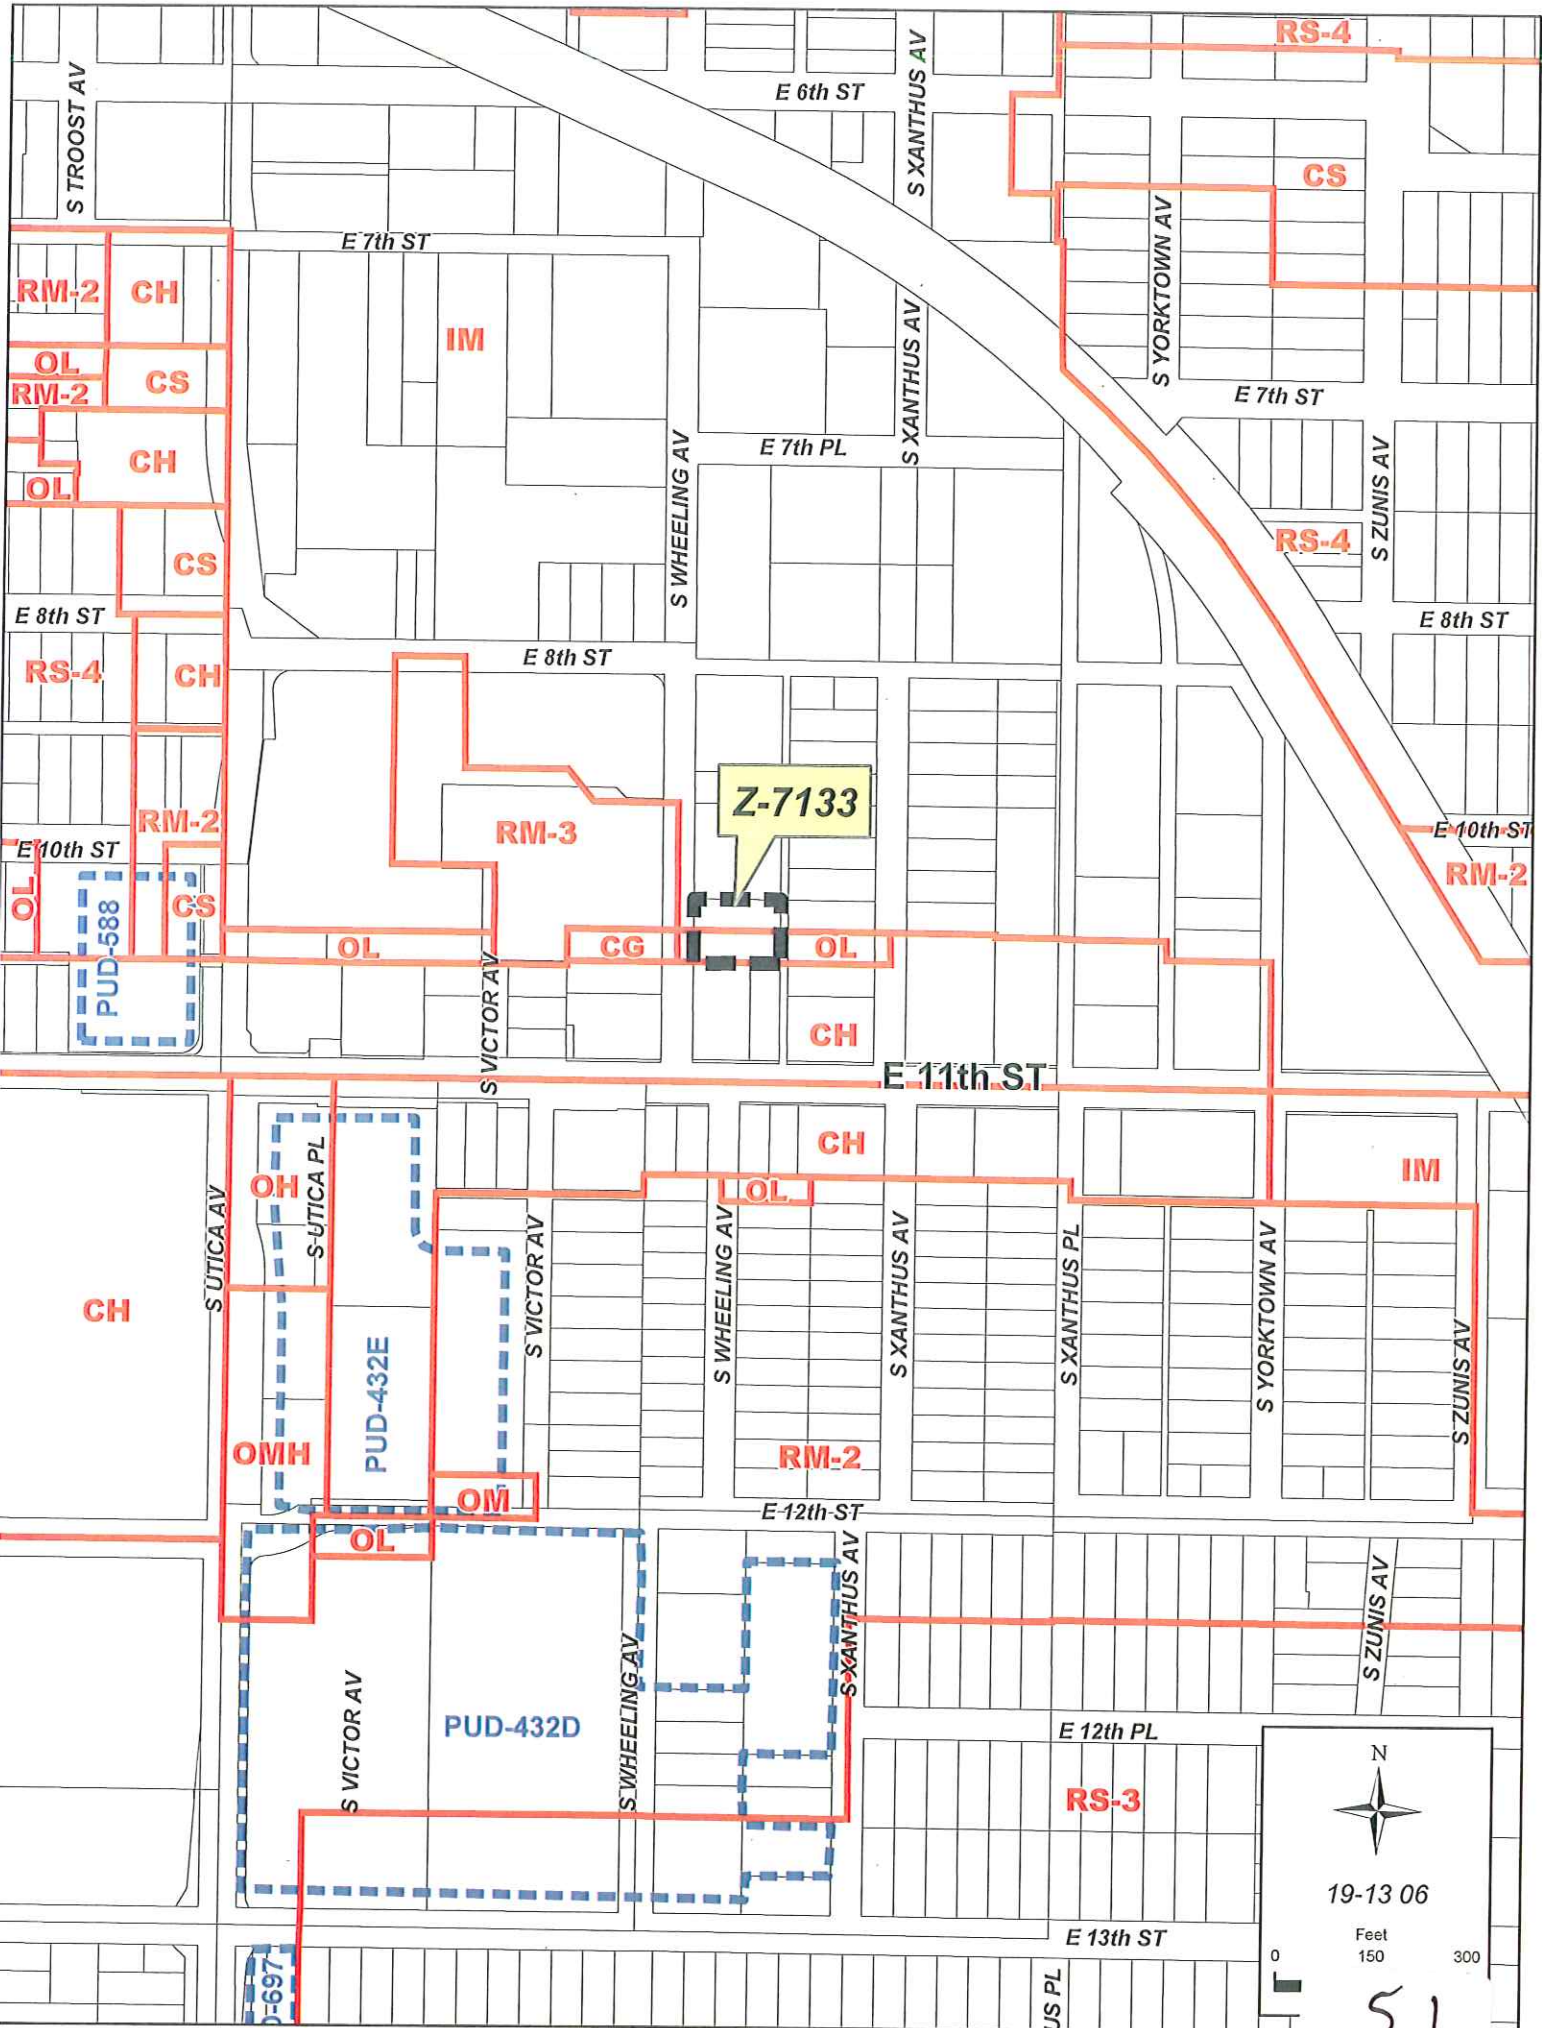 RS-4
E 6th ST
S TROOST AV
S XANTHUS AV
CS
S YORKTOWN AV
E 7th ST
RM-2
CH
IM
S XANTHUS AV
OL
CS
RM-2
E 7th ST
CH
OL
S WHEELING AV
E 7th PL
S ZUNIS AV
RS-4
CS
E 8th ST
E 8th ST
E 8th ST
RS-4
CH
Z-7133
RM-2
RM-3
E 10th ST
E 10th ST
RM-2
OL
PUD-588
CS
OL
CG
OL
S VICTOR AV
CH
E 11th ST
CH
IM
OH
S UTICA PL
OL
S UTICA AV
S VICTOR AV
S WHEELING AV
S XANTHUS AV
S XANTHUS PL
S YORKTOWN AV
S ZUNIS AV
CH
PUD-432E
OMH
RM-2
OM
E 12th ST
OL
S XANTHUS AV
S ZUNIS AV
S VICTOR AV
PUD-432D
S WHEELING AV
E 12th PL
RS-3
N
19-13 06
Feet
0 150 300
E 13th ST
D-697
US PL
5 1